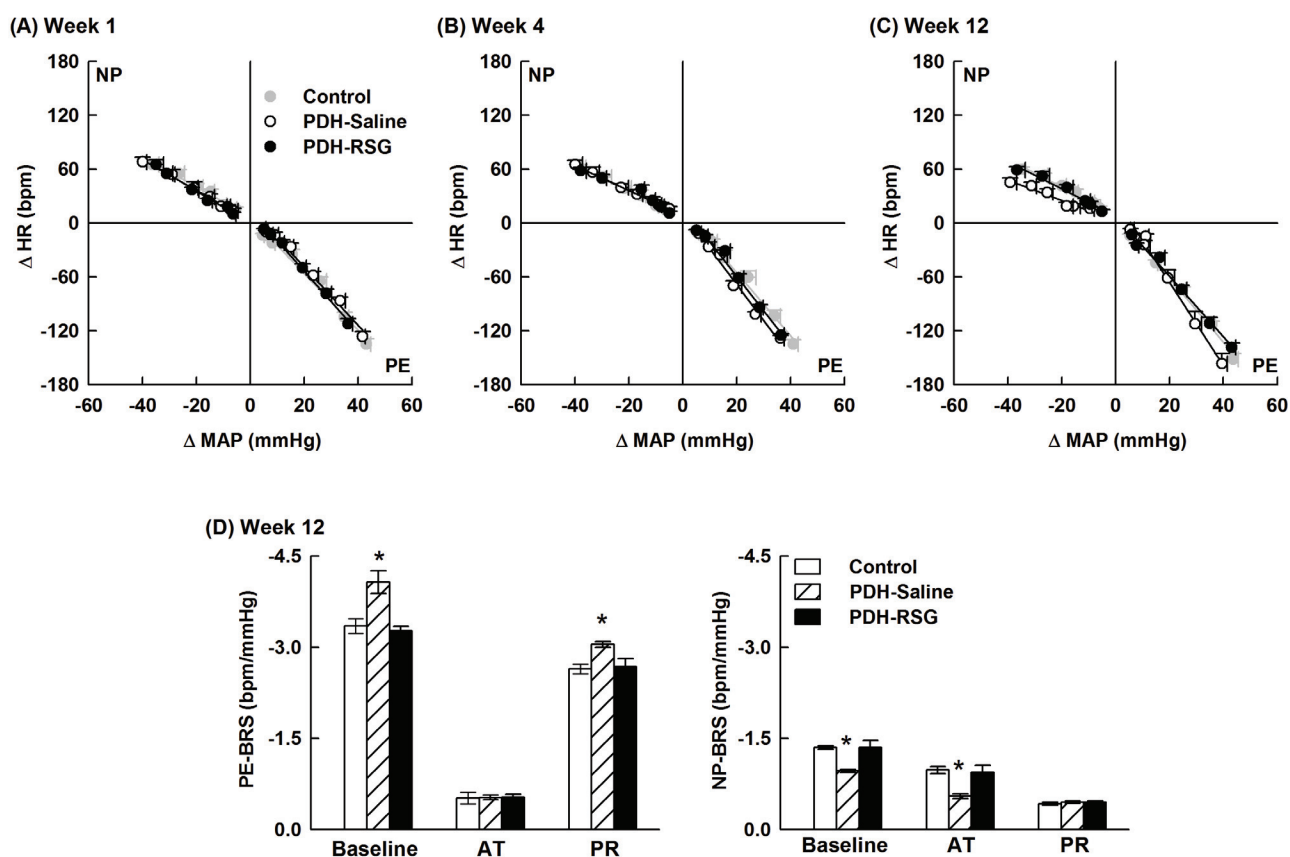 (A) Week 1
(B) Week 4
(C) Week 12
180
120
60
0
-60
-120
-180
Δ HR (bpm)
NP
Control
PDH-Saline
PDH-RSG
PE
-60 -40 -20 0 20 40 60
Δ MAP (mmHg)
180
120
60
0
-60
-120
-180
Δ HR (bpm)
NP
PE
-60 -40 -20 0 20 40 60
Δ MAP (mmHg)
180
120
60
0
-60
-120
-180
Δ HR (bpm)
NP
PE
-60 -40 -20 0 20 40 60
Δ MAP (mmHg)
(D) Week 12
-4.5
-3.0
-1.5
0.0
PE-BRS (bpm/mmHg)
*
*
Baseline AT PR
-4.5
-3.0
-1.5
0.0
NP-BRS (bpm/mmHg)
Control
PDH-Saline
PDH-RSG
*
*
Baseline AT PR